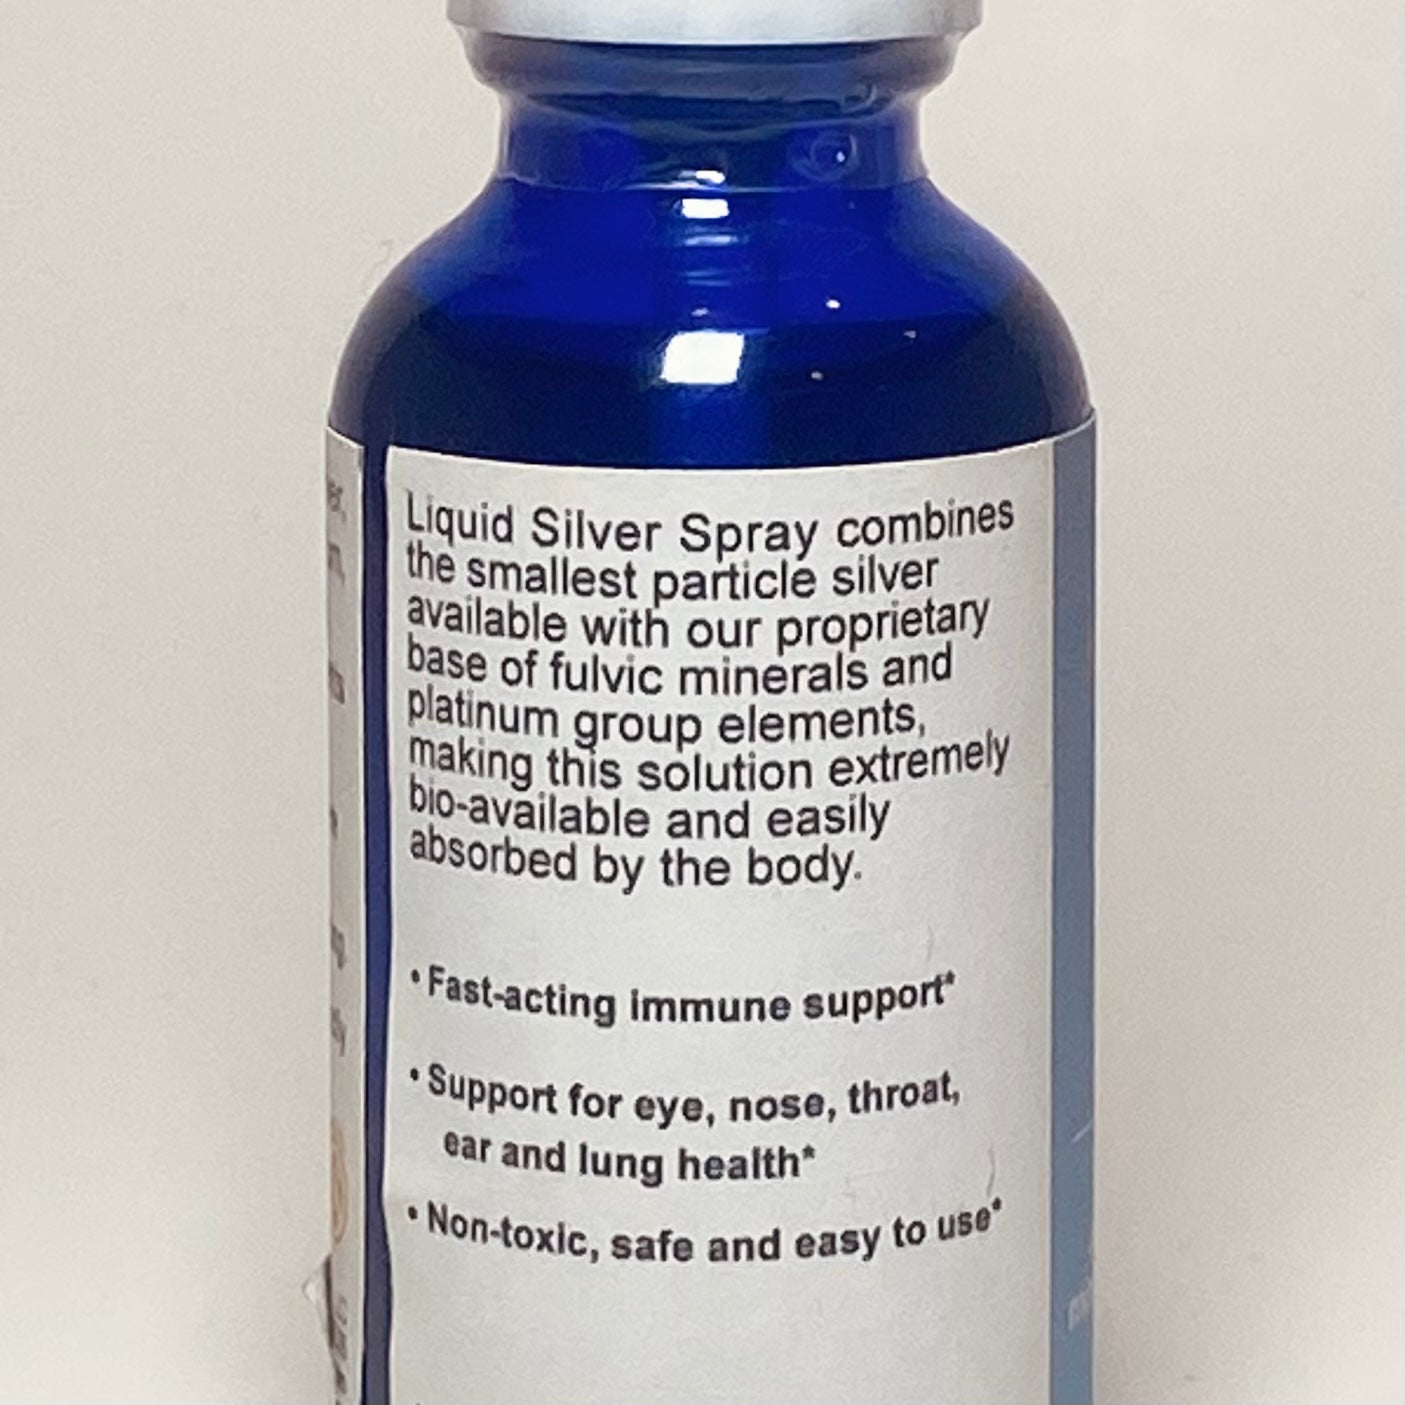 Liquid Silver Spray combines
the smallest particle silver
available with our proprietary
base of fulvic minerals and
platinum group elements,
making this solution extremely
bio-available and easily
absorbed by the body.
• Fast-acting immune support*
• Support for eye, nose, throat,
ear and lung health*
• Non-toxic, safe and easy to use*